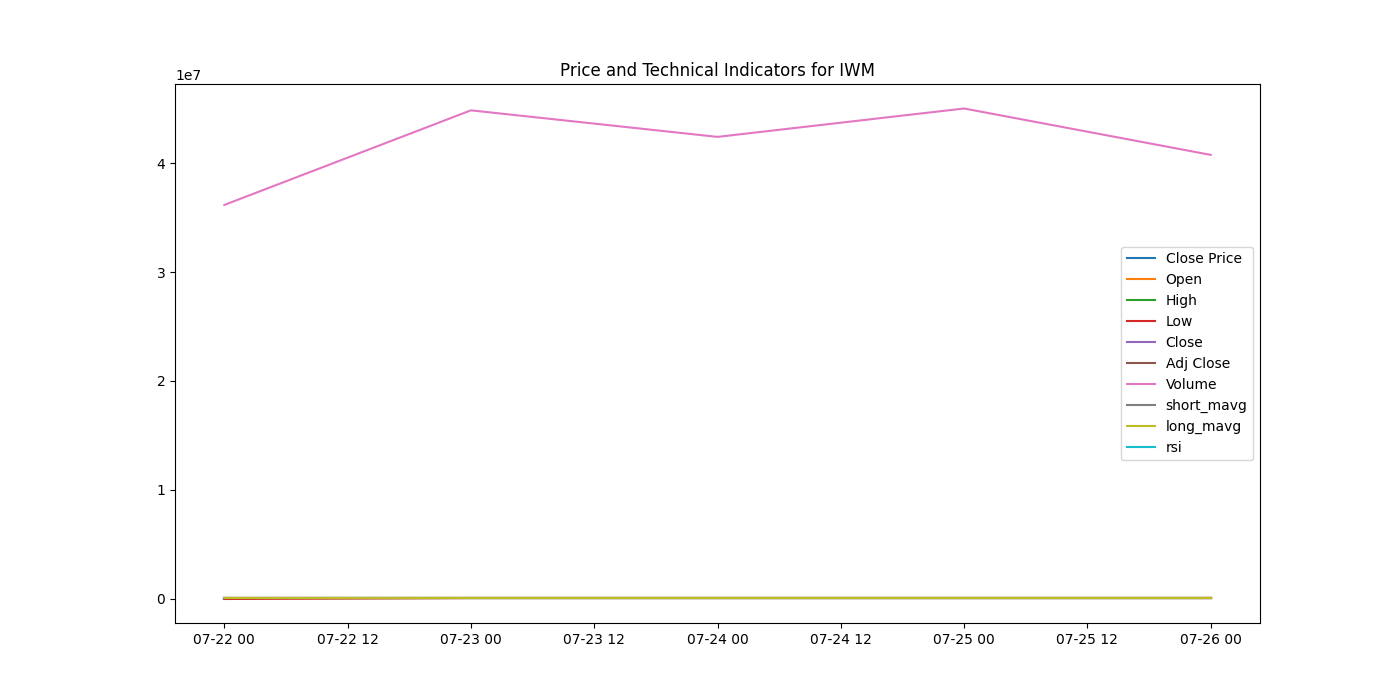 Price and Technical Indicators for IWM
1e7
4
3
2
1
0
Close Price
Open
High
Low
Close
Adj Close
Volume
short_mavg
long_mavg
rsi
07-22 00 07-22 12 07-23 00 07-23 12 07-24 00 07-24 12 07-25 00 07-25 12 07-26 00